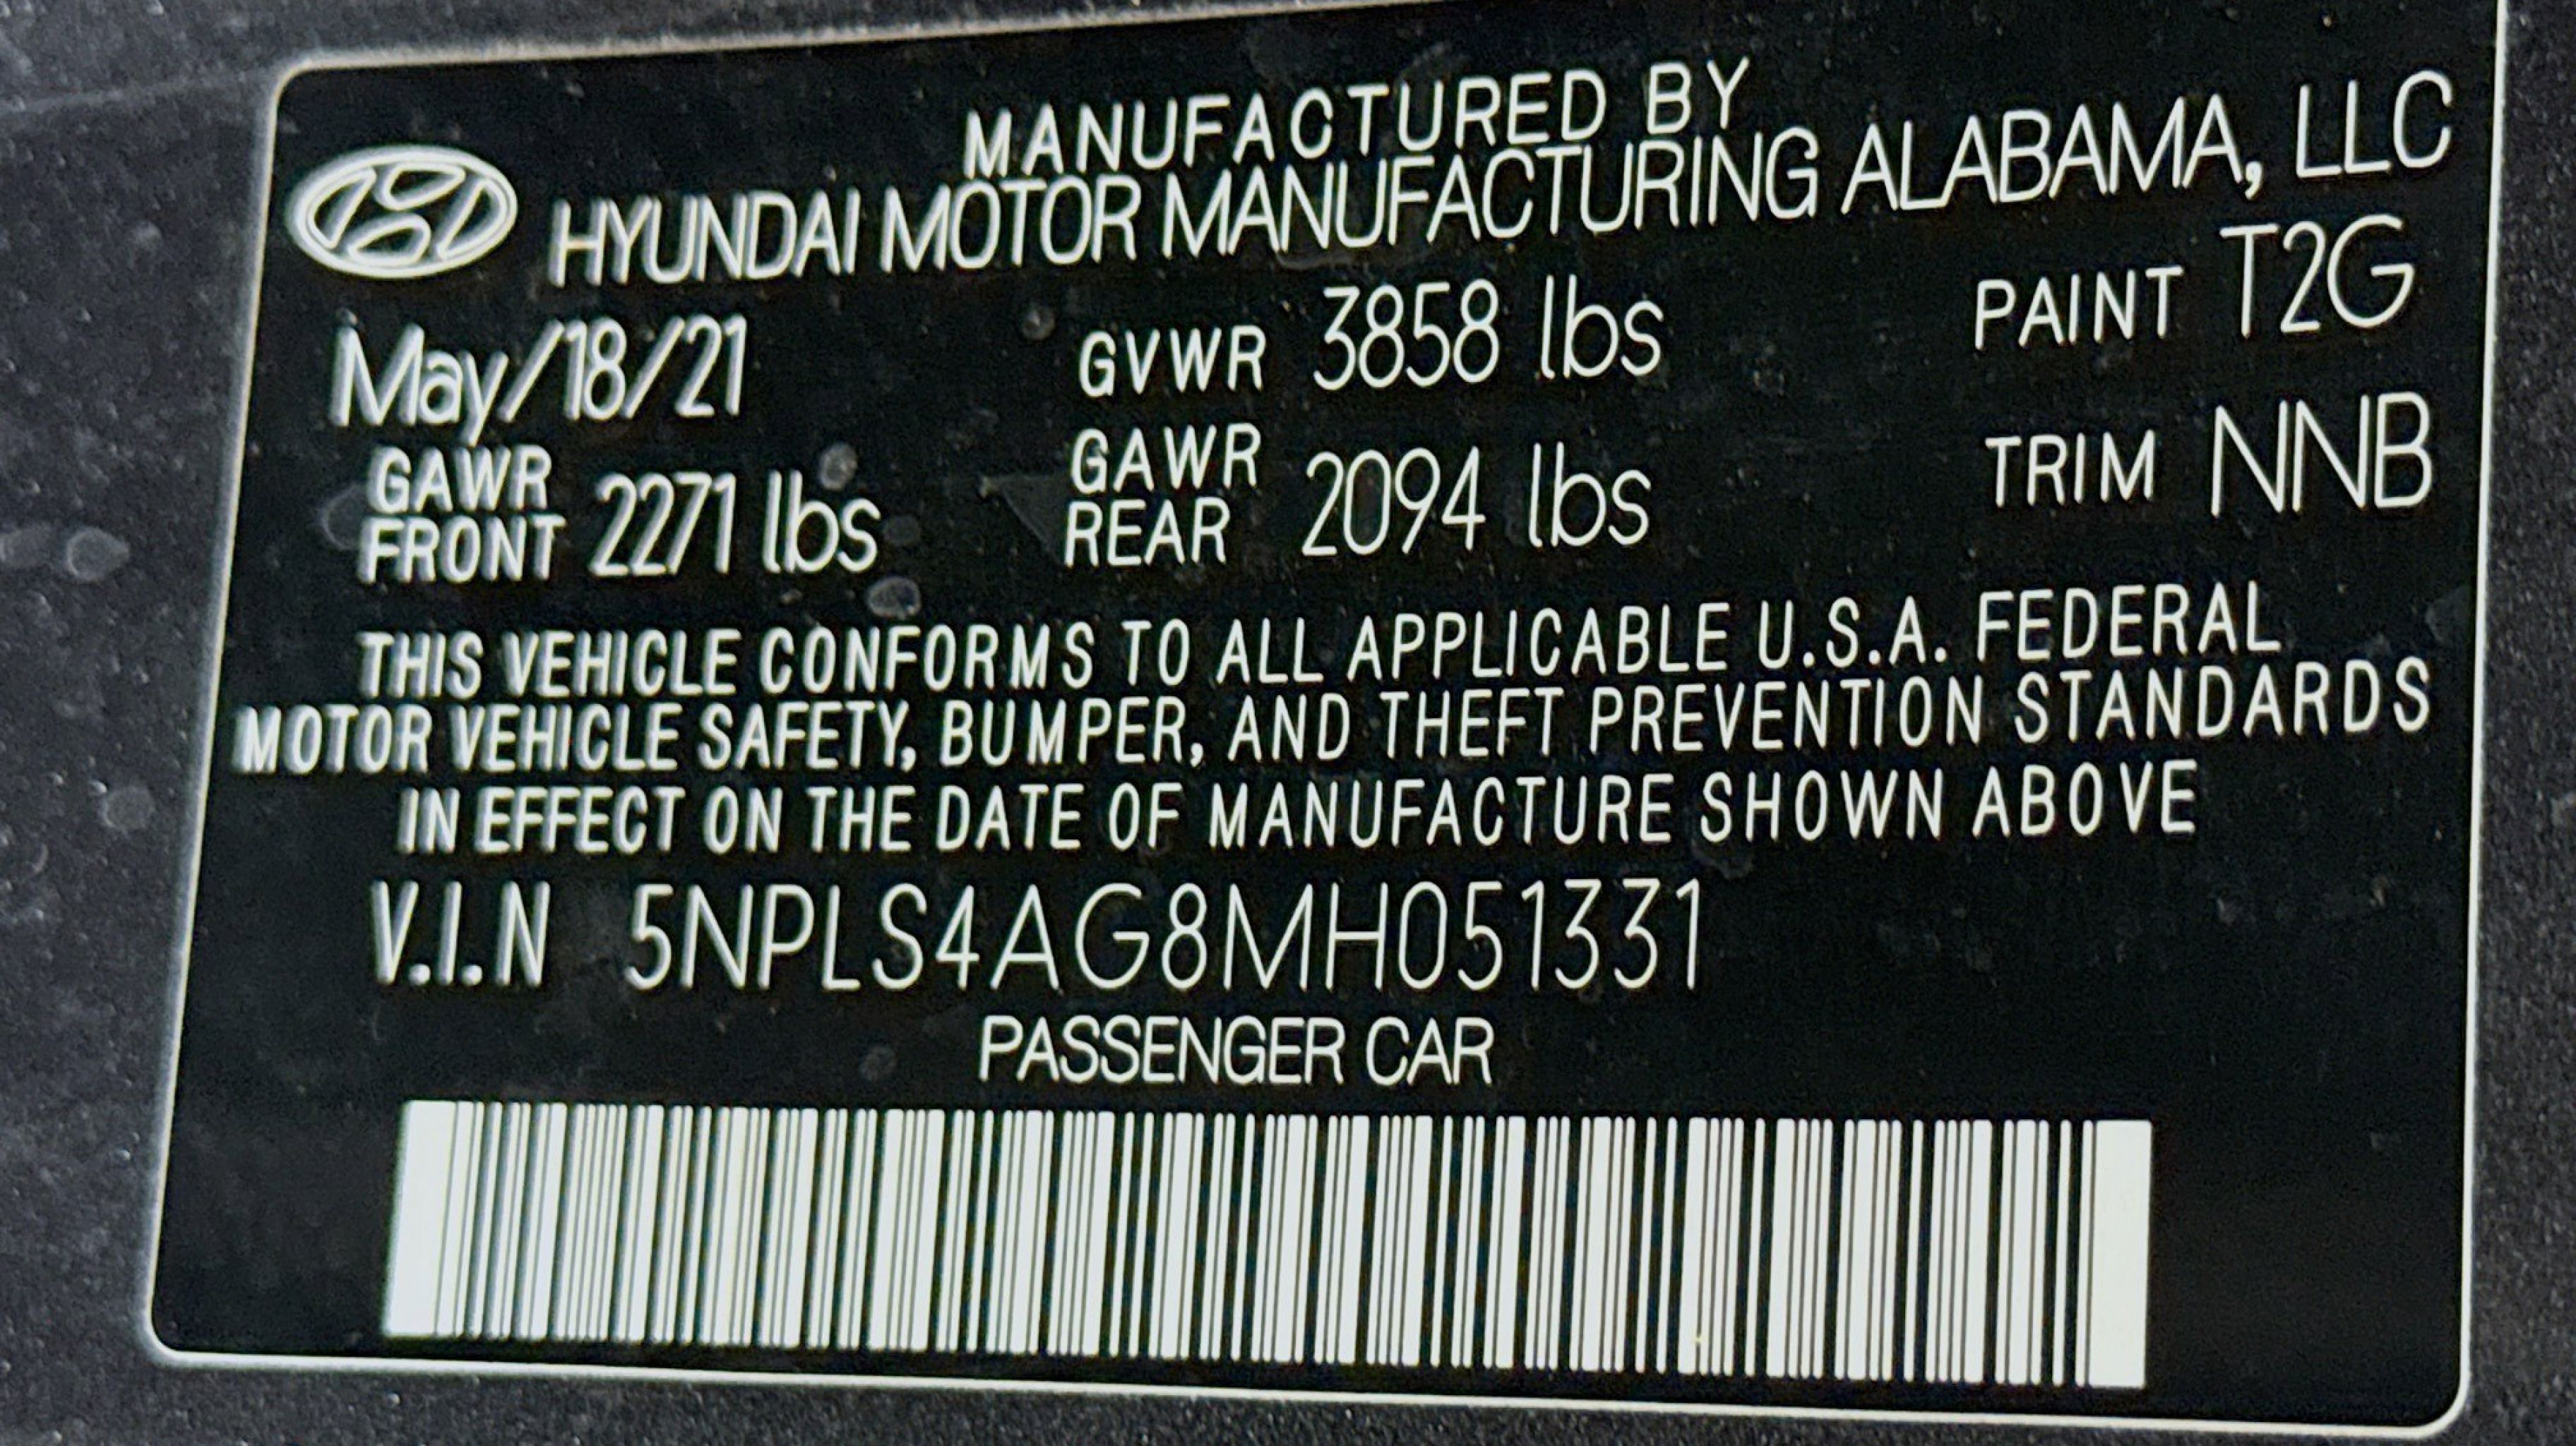 MANUFACTURED BY
HYUNDAI MOTOR MANUFACTURING ALABAMA, LLC
May/18/21 GVWR 3858 lbs PAINT T2G
GAWR FRONT 2271 lbs GAWR REAR 2094 lbs TRIM NNB
THIS VEHICLE CONFORMS TO ALL APPLICABLE U.S.A. FEDERAL
MOTOR VEHICLE SAFETY, BUMPER, AND THEFT PREVENTION STANDARDS
IN EFFECT ON THE DATE OF MANUFACTURE SHOWN ABOVE
V.I.N 5NPLS4AG8MH051331
PASSENGER CAR